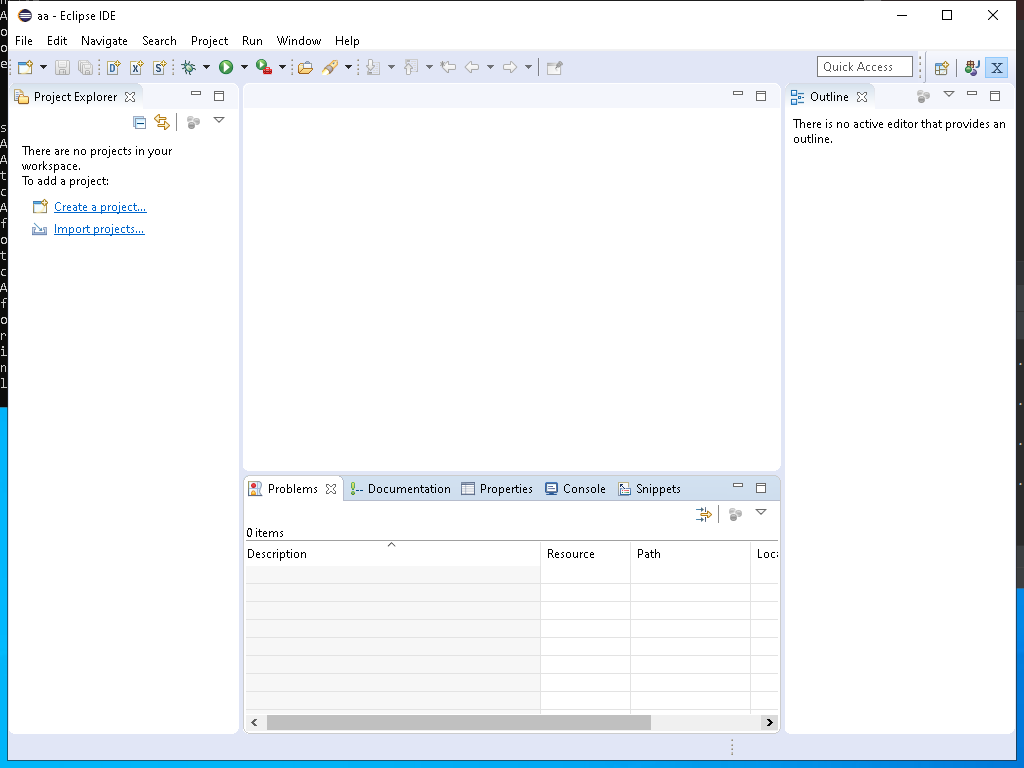 aa - Eclipse IDE
File Edit Navigate Search Project Run Window Help
Quick Access
Project Explorer
There are no projects in your
workspace.
To add a project:
Create a project...
Import projects...
Outline
There is no active editor that provides an
outline.
Problems Documentation Properties Console Snippets
0 items
Description Resource Path Loc